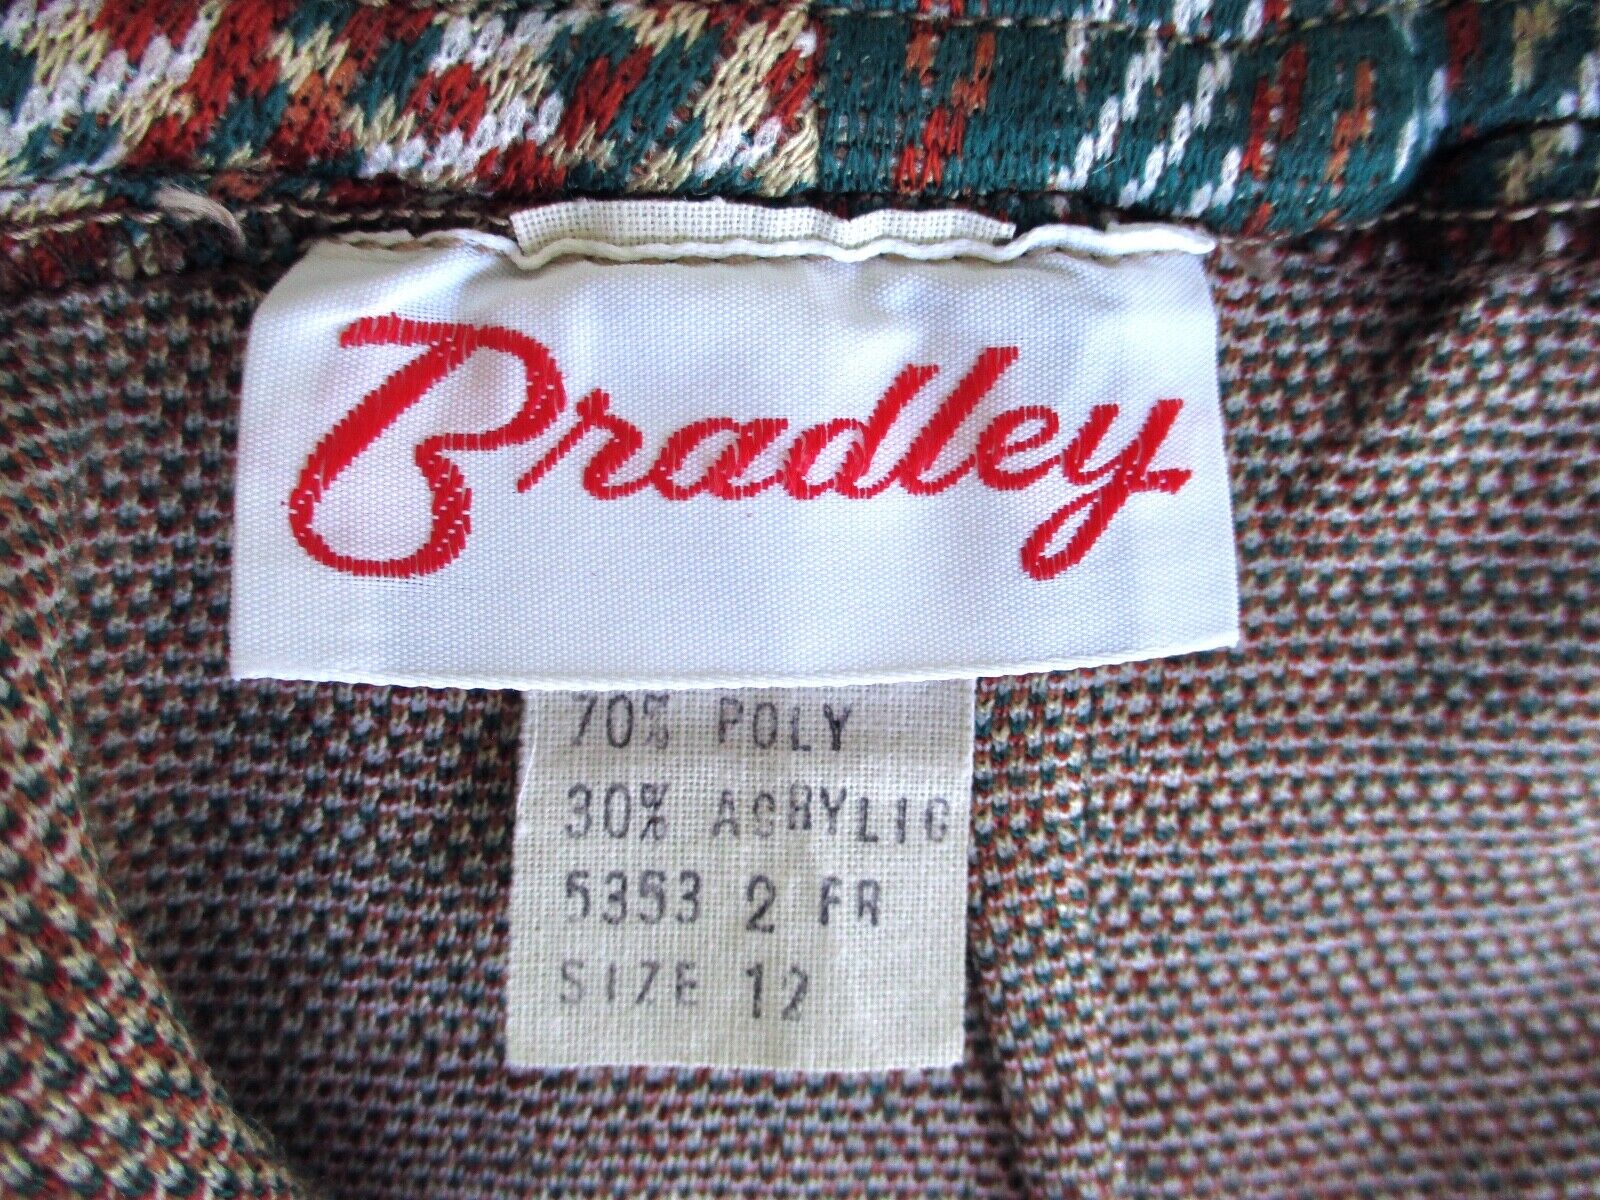 Bradley
70% POLY
30% ACRYLIC
5353 2 FR
SIZE 12